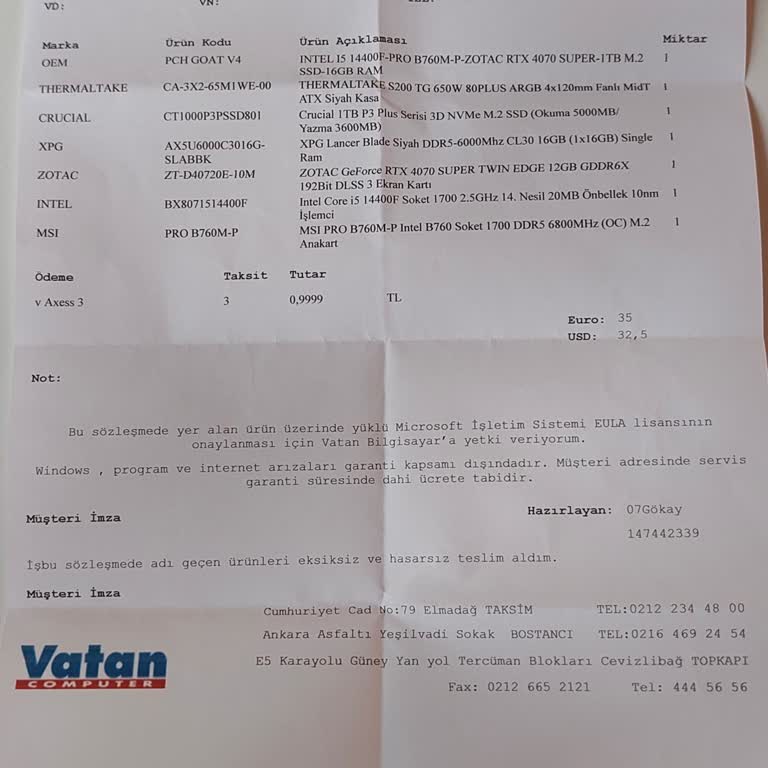 VD: VN:
Marka Ürün Kodu Ürün Açıklaması Miktar
OEM PCH GOAT V4 INTEL I5 14400F-PRO B760M-P-ZOTAC RTX 4070 SUPER-1TB M.2 1
SSD-16GB RAM
THERMALTAKE CA-3X2-65M1WE-00 THERMALTAKE S200 TG 650W 80PLUS ARGB 4x120mm Fanlı MidT 1
ATX Siyah Kasa
CRUCIAL CT1000P3PSSD801 Crucial 1TB P3 Plus Serisi 3D NVMe M.2 SSD (Okuma 5000MB/ 1
Yazma 3600MB)
XPG AX5U6000C3016G- XPG Lancer Blade Siyah DDR5-6000Mhz CL30 16GB (1x16GB) Single 1
SLABBK Ram
ZOTAC ZT-D40720E-10M ZOTAC GeForce RTX 4070 SUPER TWIN EDGE 12GB GDDR6X 1
192Bit DLSS 3 Ekran Kartı
INTEL BX8071514400F Intel Core i5 14400F Soket 1700 2.5GHz 14. Nesil 20MB Önbellek 10nm 1
İşlemci
MSI PRO B760M-P MSI PRO B760M-P Intel B760 Soket 1700 DDR5 6800MHz (OC) M.2 1
Anakart
Ödeme Taksit Tutar
v Axess 3 3 0,9999 TL
Euro: 35
USD: 32,5
Not:
Bu sözleşmede yer alan ürün üzerinde yüklü Microsoft İşletim Sistemi EULA lisansının
onaylanması için Vatan Bilgisayar'a yetki veriyorum.
Windows , program ve internet arızaları garanti kapsamı dışındadır. Müşteri adresinde servis
garanti süresinde dahi ücrete tabidir.
Hazırlayan: 07Gökay
Müşteri İmza
147442339
İşbu sözleşmede adı geçen ürünleri eksiksiz ve hasarsız teslim aldım.
Müşteri İmza
Cumhuriyet Cad No:79 Elmadağ TAKSİM TEL:0212 234 48 00
Ankara Asfaltı Yeşilvadi Sokak BOSTANCI TEL:0216 469 24 54
E5 Karayolu Güney Yan yol Tercüman Blokları Cevizlibağ TOPKAPI
Fax: 0212 665 2121 Tel: 444 56 56
Vatan
COMPUTER